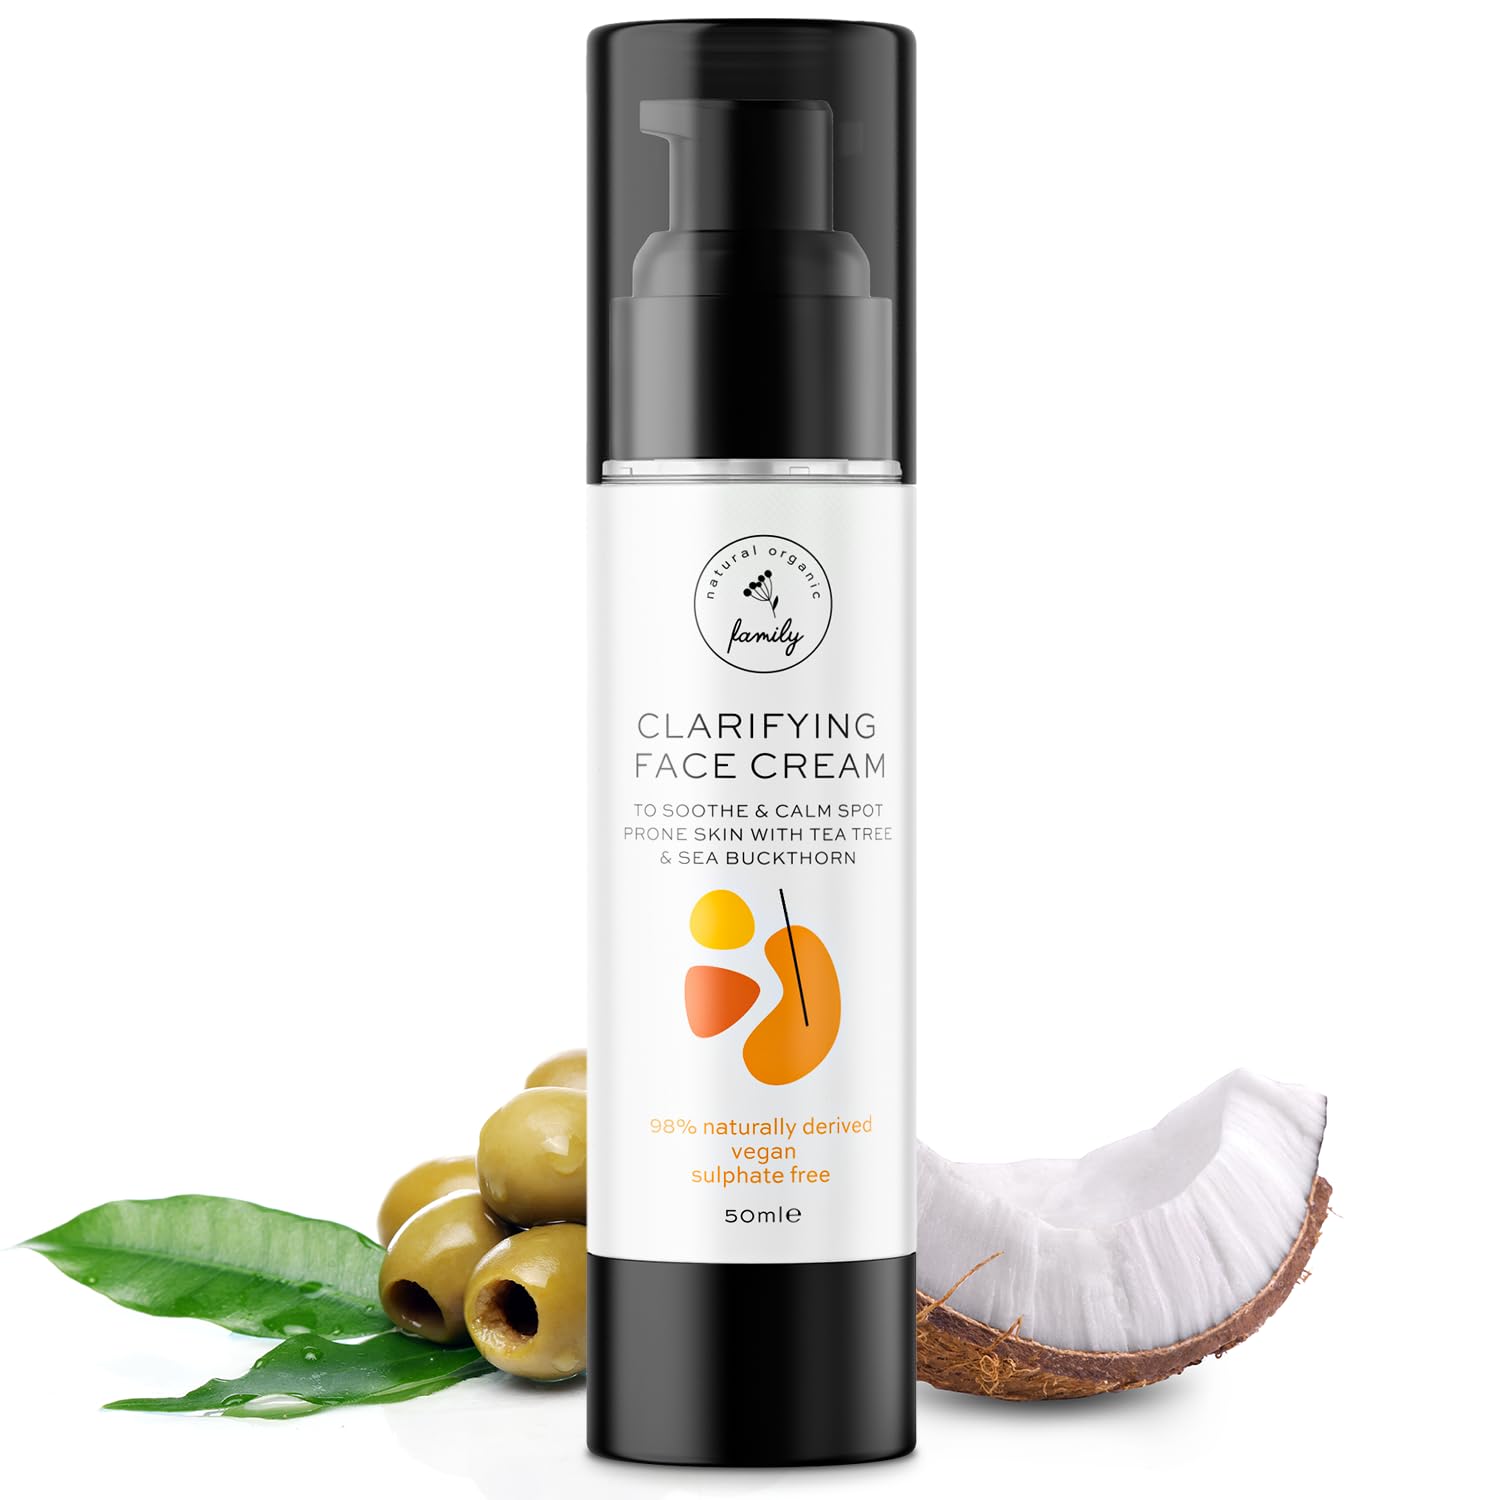 natural organic
family
CLARIFYING
FACE CREAM
TO SOOTHE & CALM SPOT
PRONE SKIN WITH TEA TREE
& SEA BUCKTHORN
98% naturally derived
vegan
sulphate free
50ml℮